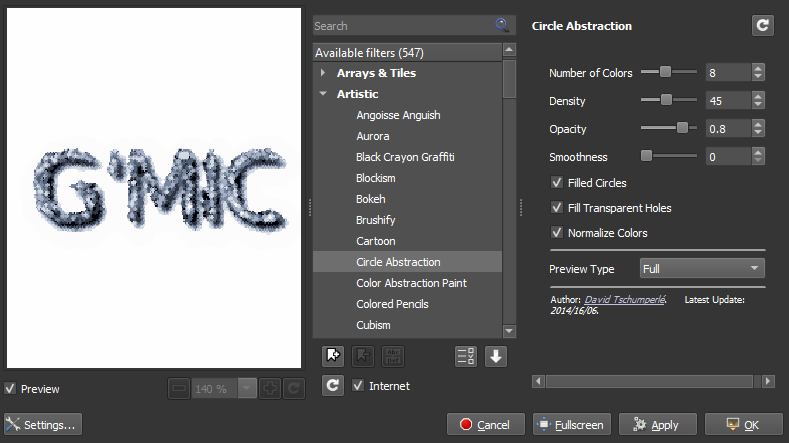 G'MIC
Preview
140 %
Settings...
Search
Available filters (547)
Arrays & Tiles
Artistic
Angoisse Anguish
Aurora
Black Crayon Graffiti
Blockism
Bokeh
Brushify
Cartoon
Circle Abstraction
Color Abstraction Paint
Colored Pencils
Cubism
Internet
Circle Abstraction
Number of Colors 8
Density 45
Opacity 0.8
Smoothness 0
Filled Circles
Fill Transparent Holes
Normalize Colors
Preview Type Full
Author: David Tschumperlé. Latest Update:
2014/16/06.
Cancel Fullscreen Apply OK